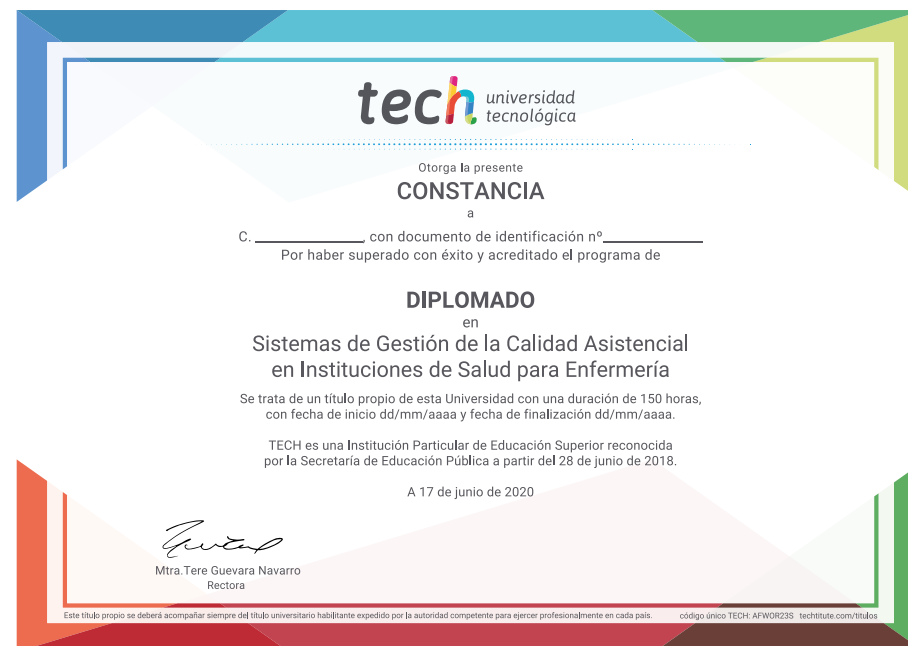 tech universidad
tecnológica
Otorga la presente
CONSTANCIA
a
C. ____________, con documento de identificación nº____________
Por haber superado con éxito y acreditado el programa de
DIPLOMADO
en
Sistemas de Gestión de la Calidad Asistencial
en Instituciones de Salud para Enfermería
Se trata de un título propio de esta Universidad con una duración de 150 horas,
con fecha de inicio dd/mm/aaaa y fecha de finalización dd/mm/aaaa.
TECH es una Institución Particular de Educación Superior reconocida
por la Secretaría de Educación Pública a partir del 28 de junio de 2018.
A 17 de junio de 2020
Mtra.Tere Guevara Navarro
Rectora
Este título propio se deberá acompañar siempre del título universitario habilitante expedido por la autoridad competente para ejercer profesionalmente en cada país. código único TECH: AFWOR23S techtitute.com/titulos